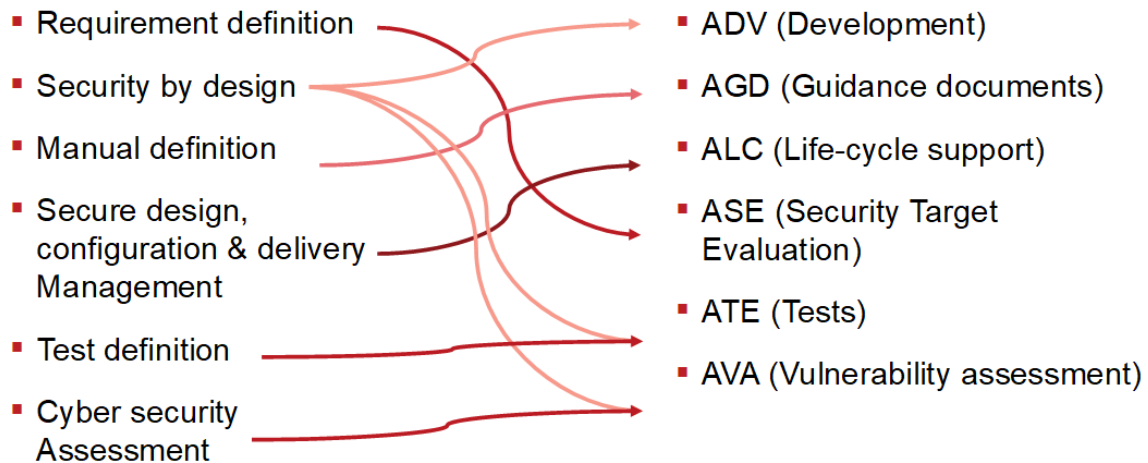 ▪ Requirement definition
▪ Security by design
▪ Manual definition
▪ Secure design,
configuration & delivery
Management
▪ Test definition
▪ Cyber security
Assessment
▪ ADV (Development)
▪ AGD (Guidance documents)
▪ ALC (Life-cycle support)
▪ ASE (Security Target
Evaluation)
▪ ATE (Tests)
▪ AVA (Vulnerability assessment)